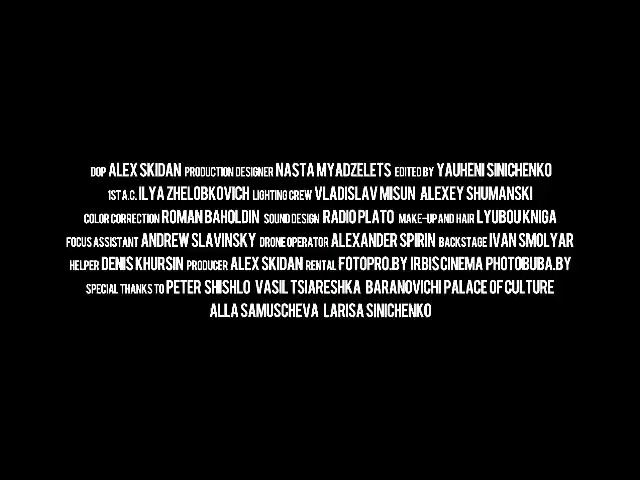 DOP ALEX SKIDAN PRODUCTION DESIGNER NASTA MYADZELETS EDITED BY YAUHENI SINICHENKO
1ST A.C. ILYA ZHELOBKOVICH LIGHTING CREW VLADISLAV MISUN ALEXEY SHUMANSKI
COLOR CORRECTION ROMAN BAHOLDIN SOUND DESIGN RADIO PLATO MAKE-UP AND HAIR LYUBOU KNIGA
FOCUS ASSISTANT ANDREW SLAVINSKY DRONE OPERATOR ALEXANDER SPIRIN BACKSTAGE IVAN SMOLYAR
HELPER DENIS KHURSIN PRODUCER ALEX SKIDAN RENTAL FOTOPRO.BY IRBISCINEMA PHOTOBUBA.BY
SPECIAL THANKS TO PETER SHISHLO VASIL TSIARESHKA BARANOVICHI PALACE OF CULTURE
ALLA SAMUSCHEVA LARISA SINICHENKO